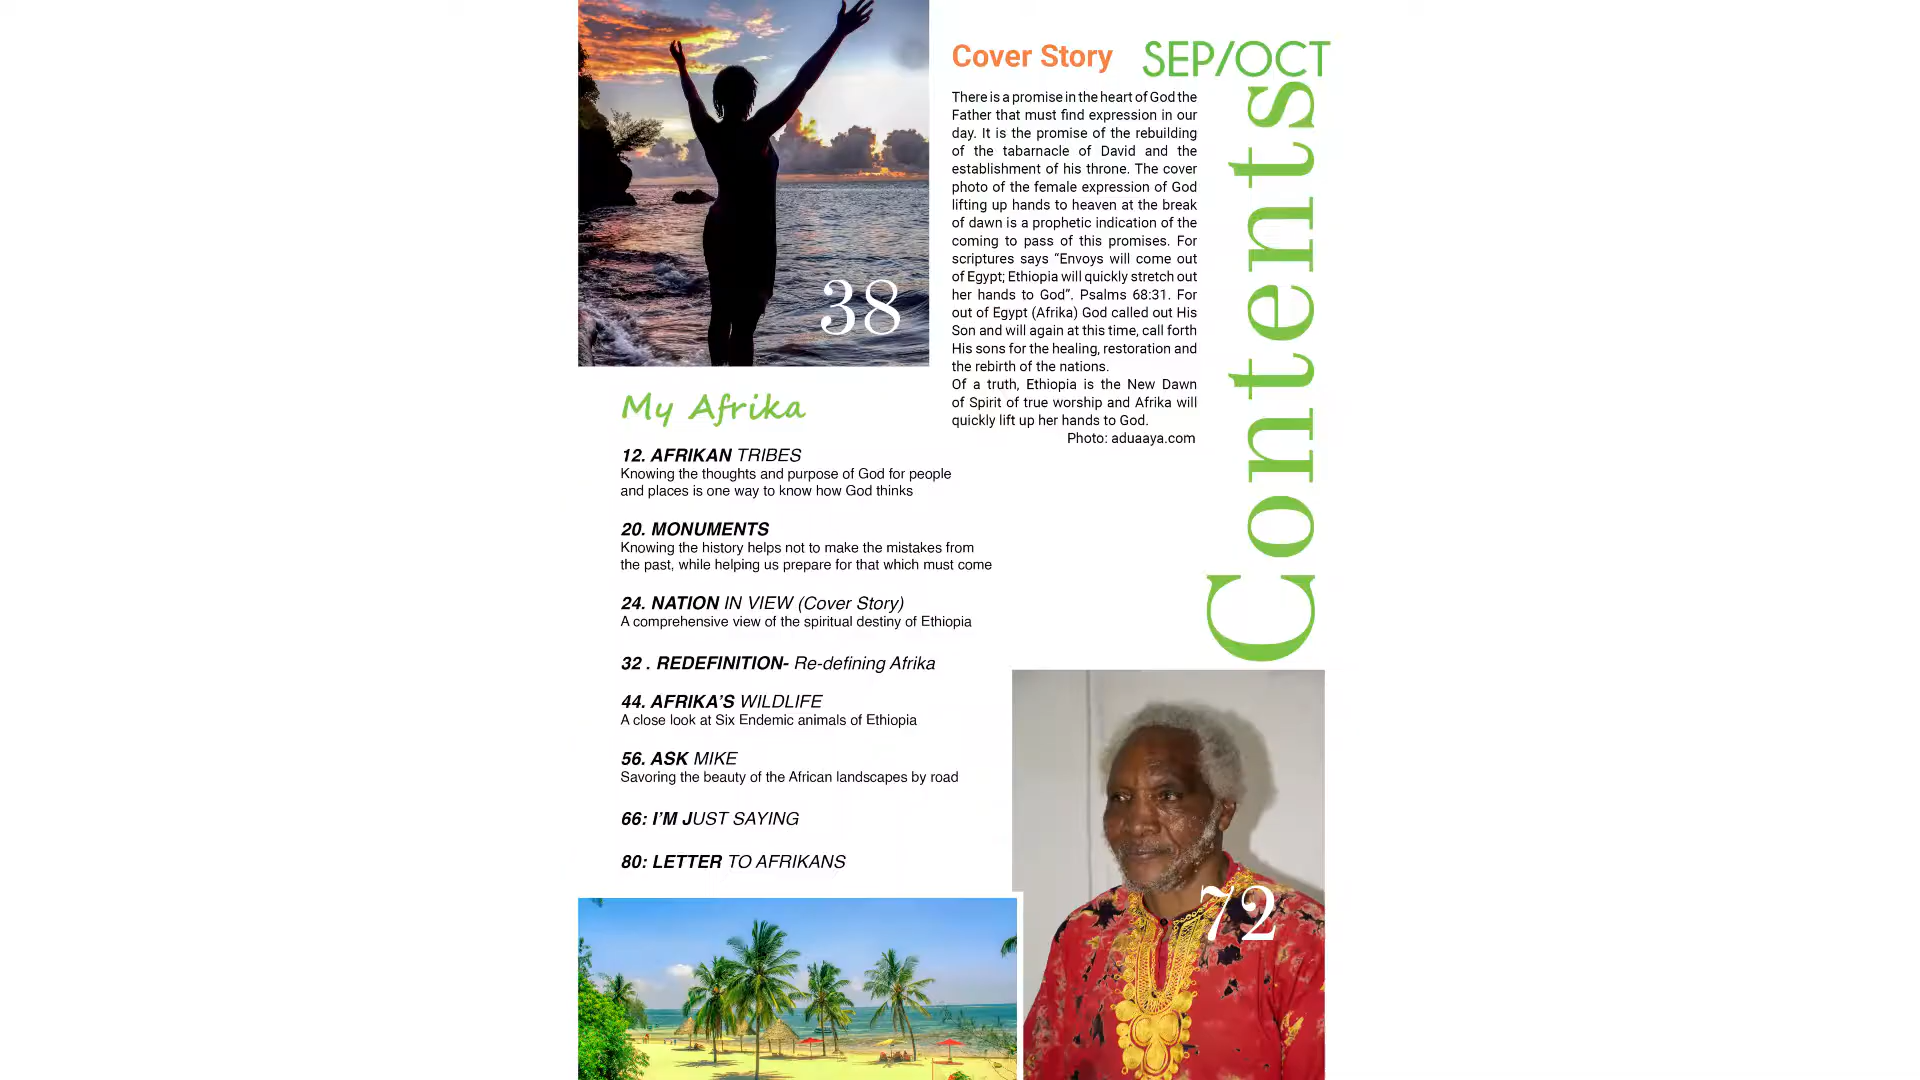 Cover Story
SEP/OCT
Contents
There is a promise in the heart of God the
Father that must find expression in our
day. It is the promise of the rebuilding
of the tabarnacle of David and the
establishment of his throne. The cover
photo of the female expression of God
lifting up hands to heaven at the break
of dawn is a prophetic indication of the
coming to pass of this promises. For
scriptures says “Envoys will come out
of Egypt; Ethiopia will quickly stretch out
her hands to God”. Psalms 68:31. For
out of Egypt (Afrika) God called out His
Son and will again at this time, call forth
His sons for the healing, restoration and
the rebirth of the nations.
Of a truth, Ethiopia is the New Dawn
of Spirit of true worship and Afrika will
quickly lift up her hands to God.
Photo: aduaaya.com
38
My Afrika
12. AFRIKAN TRIBES
Knowing the thoughts and purpose of God for people
and places is one way to know how God thinks
20. MONUMENTS
Knowing the history helps not to make the mistakes from
the past, while helping us prepare for that which must come
24. NATION IN VIEW (Cover Story)
A comprehensive view of the spiritual destiny of Ethiopia
32 . REDEFINITION- Re-defining Afrika
44. AFRIKA’S WILDLIFE
A close look at Six Endemic animals of Ethiopia
56. ASK MIKE
Savoring the beauty of the African landscapes by road
66: I’M JUST SAYING
80: LETTER TO AFRIKANS
72